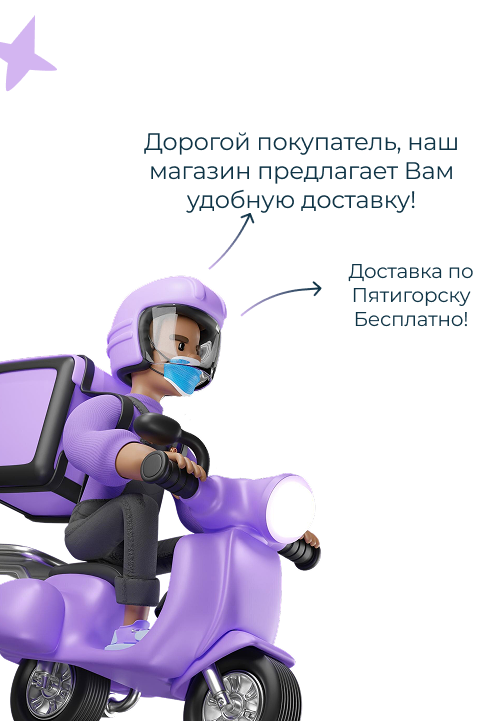 Дорогой покупатель, наш
магазин предлагает Вам
удобную доставку!
Доставка по
Пятигорску
Бесплатно!